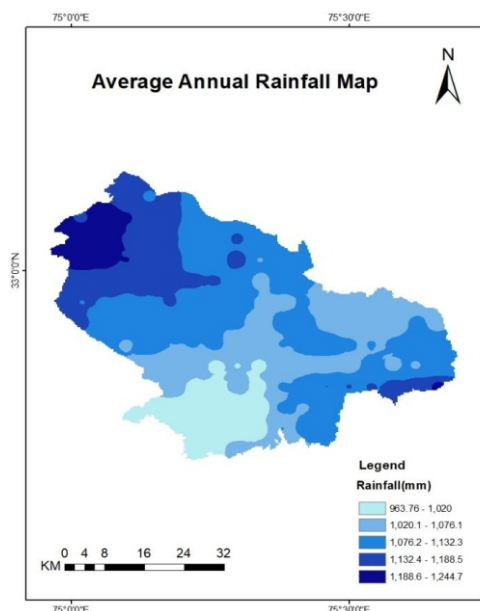 75°0'0"E 75°30'0"E
N
Average Annual Rainfall Map
33°0'0"N
Legend
Rainfall(mm)
963.76 - 1,020
1,020.1 - 1,076.1
1,076.2 - 1,132.3
1,132.4 - 1,188.5
1,188.6 - 1,244.7
0 4 8 16 24 32
KM
75°0'0"E 75°30'0"E